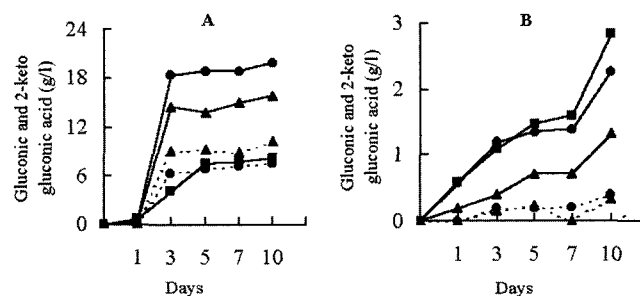 A
Gluconic and 2-keto
gluconic acid (g/l)
24
18
12
6
0
1 3 5 7 10
Days
B
Gluconic and 2-keto
gluconic acid (g/l)
3
2
1
0
1 3 5 7 10
Days